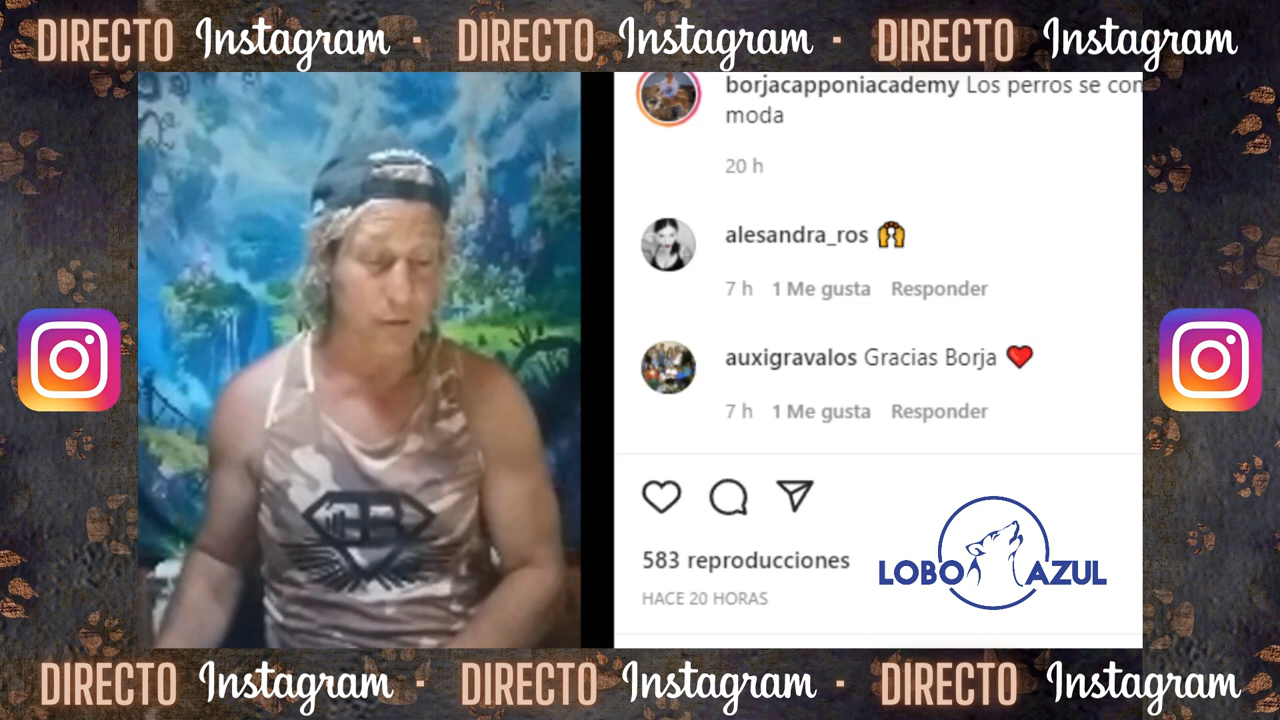 DIRECTO Instagram · DIRECTO Instagram · DIRECTO Instagram
borjacapponiacademy Los perros se con
moda
20 h
alesandra_ros 🙌
7 h 1 Me gusta Responder
auxigravalos Gracias Borja ❤️
7 h 1 Me gusta Responder
583 reproducciones
LOBO AZUL
HACE 20 HORAS
DIRECTO Instagram · DIRECTO Instagram · DIRECTO Instagram